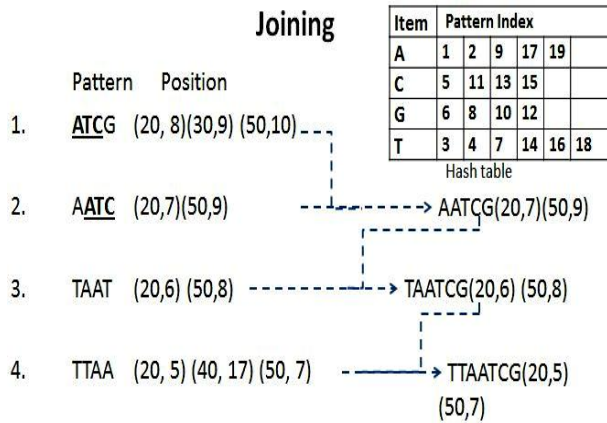 Joining
Item Pattern Index
A 1 2 9 17 19
C 5 11 13 15
G 6 8 10 12
T 3 4 7 14 16 18
Hash table
Pattern Position
1. ATCG (20, 8)(30,9) (50,10)
2. AATC (20,7)(50,9) AATCG(20,7)(50,9)
3. TAAT (20,6) (50,8) TAATCG(20,6) (50,8)
4. TTAA (20, 5) (40, 17) (50, 7) TTAATCG(20,5)
(50,7)